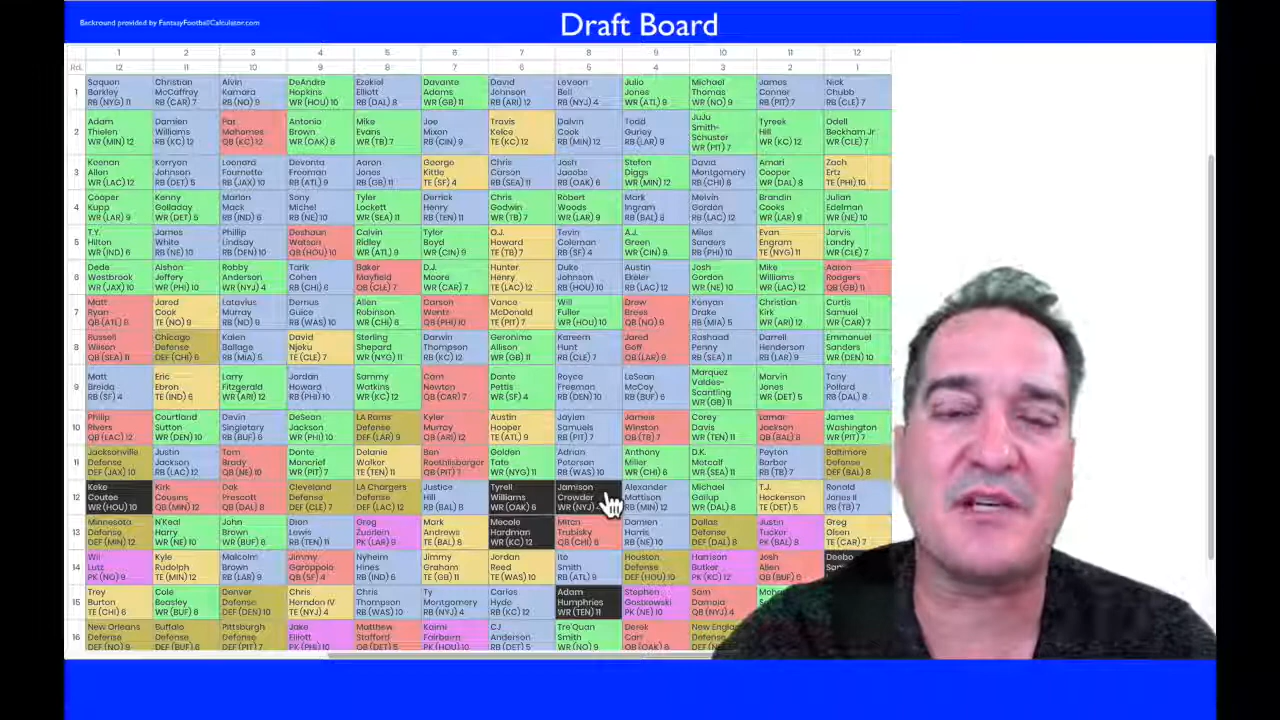 Backround provided by FantasyFootballCalculator.com
Draft Board
1 2 3 4 5 6 7 8 9 10 11 12
Rd. 12 11 10 9 8 7 6 5 4 3 2 1
Saquon Christian Alvin DeAndre Ezekiel Davante David Leveon Julio Michael James Nick
1 Barkley McCaffrey Kamara Hopkins Elliott Adams Johnson Bell Jones Thomas Conner Chubb
RB (NYG) 11 RB (CAR) 7 RB (NO) 9 WR (HOU) 10 RB (DAL) 8 WR (GB) 11 RB (ARI) 12 RB (NYJ) 4 WR (ATL) 9 WR (NO) 9 RB (PIT) 7 RB (CLE) 7
Adam Damien Pat Antonio Mike Joe Travis Dalvin Todd JuJu Tyreek Odell
2 Thielen Williams Mahomes Brown Evans Mixon Kelce Cook Gurley Smith-Schuster Hill Beckham Jr
WR (MIN) 12 RB (KC) 12 QB (KC) 12 WR (OAK) 6 WR (TB) 7 RB (CIN) 9 TE (KC) 12 RB (MIN) 12 RB (LAR) 9 WR (PIT) 7 WR (KC) 12 WR (CLE) 7
Keenan Kerryon Leonard Devonta Aaron George Chris Josh Stefon David Amari Zach
3 Allen Johnson Fournette Freeman Jones Kittle Carson Jacobs Diggs Montgomery Cooper Ertz
WR (LAC) 12 RB (DET) 5 RB (JAX) 10 RB (ATL) 9 RB (GB) 11 TE (SF) 4 RB (SEA) 11 RB (OAK) 6 WR (MIN) 12 RB (CHI) 6 WR (DAL) 8 TE (PHI) 10
Cooper Kenny Marlon Sony Tyler Derrick Chris Robert Mark Melvin Brandin Julian
4 Kupp Golladay Mack Michel Lockett Henry Godwin Woods Ingram Gordon Cooks Edelman
WR (LAR) 9 WR (DET) 5 RB (IND) 6 RB (NE) 10 WR (SEA) 11 RB (TEN) 11 WR (TB) 7 WR (LAR) 9 RB (BAL) 8 RB (LAC) 12 WR (LAR) 9 WR (NE) 10
T.Y. James Phillip Deshaun Calvin Tyler O.J. Tevin A.J. Miles Evan Jarvis
5 Hilton White Lindsay Watson Ridley Boyd Howard Coleman Green Sanders Engram Landry
WR (IND) 6 RB (NE) 10 RB (DEN) 10 QB (HOU) 10 WR (ATL) 9 WR (CIN) 9 TE (TB) 7 RB (SF) 4 WR (CIN) 9 RB (PHI) 10 TE (NYG) 11 WR (CLE) 7
Dede Alshon Robby Tarik Baker D.J. Hunter Duke Austin Josh Mike Aaron
6 Westbrook Jeffery Anderson Cohen Mayfield Moore Henry Johnson Ekeler Gordon Williams Rodgers
WR (JAX) 10 WR (PHI) 10 WR (NYJ) 4 RB (CHI) 6 QB (CLE) 7 WR (CAR) 7 TE (LAC) 12 RB (HOU) 10 RB (LAC) 12 WR (NE) 10 WR (LAC) 12 QB (GB) 11
Matt Jared Latavius Derrius Allen Carson Vance Will Drew Kenyan Christian Curtis
7 Ryan Cook Murray Guice Robinson Wentz McDonald Fuller Brees Drake Kirk Samuel
QB (ATL) 9 TE (NO) 9 RB (NO) 9 RB (WAS) 10 WR (CHI) 6 QB (PHI) 10 TE (PIT) 7 WR (HOU) 10 QB (NO) 9 RB (MIA) 5 WR (ARI) 12 WR (CAR) 7
Russell Chicago Kalen David Sterling Darwin Geronimo Kareem Jared Rashaad Darrell Emmanuel
8 Wilson Defense Ballage Njoku Shepard Thompson Allison Hunt Goff Penny Henderson Sanders
QB (SEA) 11 DEF (CHI) 6 RB (MIA) 5 TE (CLE) 7 WR (NYG) 11 RB (KC) 12 WR (GB) 11 RB (CLE) 7 QB (LAR) 9 RB (SEA) 11 RB (LAR) 9 WR (DEN) 10
Matt Eric Larry Jordan Sammy Cam Dante Royce LeSean Marquez Marvin Tony
9 Breida Ebron Fitzgerald Howard Watkins Newton Pettis Freeman McCoy Valdes-Scantling Jones Pollard
RB (SF) 4 TE (IND) 6 WR (ARI) 12 RB (PHI) 10 WR (KC) 12 QB (CAR) 7 WR (SF) 4 RB (DEN) 10 RB (BUF) 6 WR (GB) 11 WR (DET) 5 RB (DAL) 8
Philip Courtland Devin DeSean LA Rams Kyler Austin Jaylen Jameis Corey Lamar James
10 Rivers Sutton Singletary Jackson Defense Murray Hooper Samuels Winston Davis Jackson Washington
QB (LAC) 12 WR (DEN) 10 RB (BUF) 6 WR (PHI) 10 DEF (LAR) 9 QB (ARI) 12 TE (ATL) 9 RB (PIT) 7 QB (TB) 7 WR (TEN) 11 QB (BAL) 8 WR (PIT) 7
Jacksonville Justin Tom Donte Delanie Ben Golden Adrian Anthony D.K. Peyton Baltimore
11 Defense Jackson Brady Moncrief Walker Roethlisberger Tate Peterson Miller Metcalf Barber Defense
DEF (JAX) 10 RB (LAC) 12 QB (NE) 10 WR (PIT) 7 TE (TEN) 11 QB (PIT) 7 WR (NYG) 11 RB (WAS) 10 WR (CHI) 6 WR (SEA) 11 RB (TB) 7 DEF (BAL) 8
Keke Kirk Dak Cleveland LA Chargers Justice Tyrell Jamison Alexander Michael T.J. Ronald
12 Coutee Cousins Prescott Defense Defense Hill Williams Crowder Mattison Gallup Hockenson Jones II
WR (HOU) 10 QB (MIN) 12 QB (DAL) 8 DEF (CLE) 7 DEF (LAC) 12 RB (BAL) 8 WR (OAK) 6 WR (NYJ) RB (MIN) 12 WR (DAL) 8 TE (DET) 5 RB (TB) 7
Minnesota N'Keal John Dion Greg Mark Mecole Mitch Damien Dallas Justin Greg
13 Defense Harry Brown Lewis Zuerlein Andrews Hardman Trubisky Harris Defense Tucker Olsen
DEF (MIN) 12 WR (NE) 10 WR (BUF) 6 RB (TEN) 11 PK (LAR) 9 TE (BAL) 8 WR (KC) 12 QB (CHI) 6 RB (NE) 10 DEF (DAL) 8 PK (BAL) 8 TE (CAR) 7
Wil Kyle Malcolm Jimmy Nyheim Jimmy Jordan Ito Houston Harrison Josh Deebo
14 Lutz Rudolph Brown Garoppolo Hines Graham Reed Smith Defense Butker Allen
PK (NO) 9 TE (MIN) 12 RB (LAR) 9 QB (SF) 4 RB (IND) 6 TE (GB) 11 TE (WAS) 10 RB (ATL) 9 DEF (HOU) 10 PK (KC) 12 QB (BUF) 6
Trey Cole Denver Chris Chris Ty Carlos Adam Stephen Sam
15 Burton Beasley Defense Herndon IV Thompson Montgomery Hyde Humphries Gostkowski Darnold
TE (CHI) 6 WR (BUF) 6 DEF (DEN) 10 TE (NYJ) 4 RB (WAS) 10 RB (NYJ) 4 RB (KC) 12 WR (TEN) 11 PK (NE) 10 QB (NYJ) 4
New Orleans Buffalo Pittsburgh Jake Matthew Kaimi CJ Tre'Quan Derek New England
16 Defense Defense Defense Elliott Stafford Fairbairn Anderson Smith Carr Defense
DEF (NO) 9 DEF (BUF) 6 DEF (PIT) 7 PK (PHI) 10 QB (DET) 5 PK (HOU) 10 RB (DET) 5 WR (NO) 9